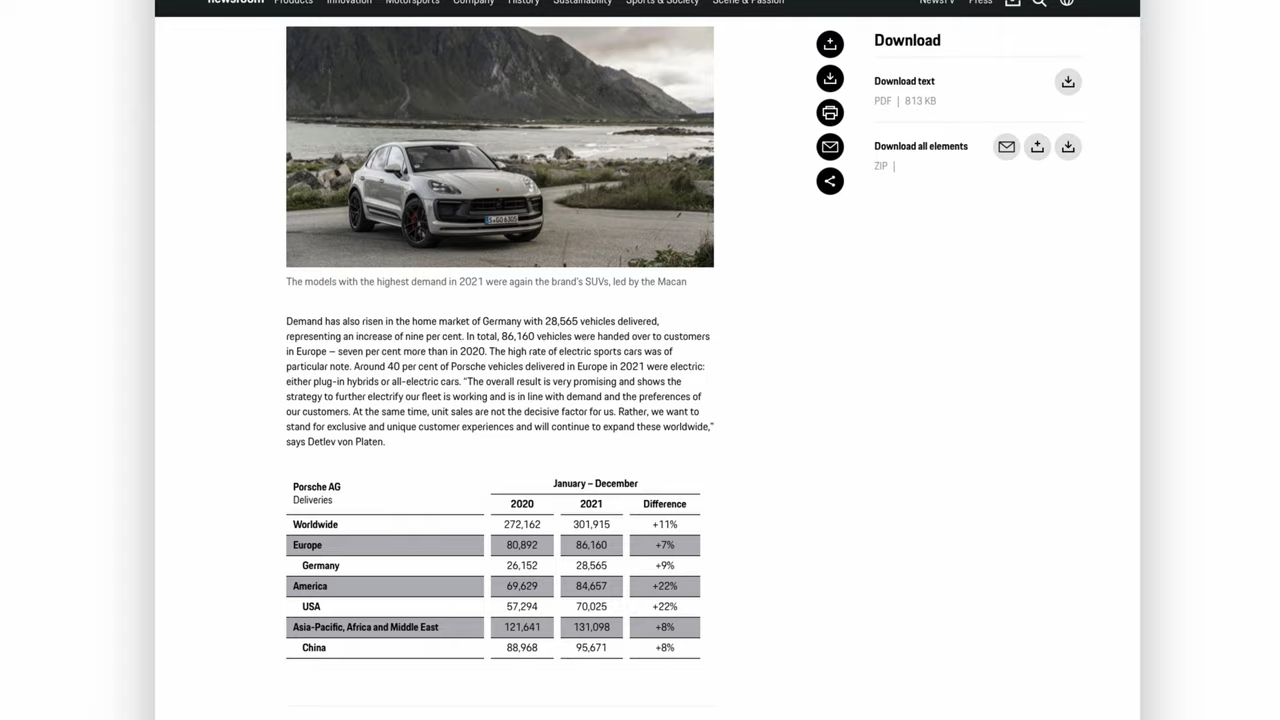 newsroom Products Innovation Motorsports Company History Sustainability Sports & Society Scene & Passion NewsTV Press
Download
Download text
PDF | 813 KB
Download all elements
ZIP |
S·GO 6305
The models with the highest demand in 2021 were again the brand's SUVs, led by the Macan
Demand has also risen in the home market of Germany with 28,565 vehicles delivered,
representing an increase of nine per cent. In total, 86,160 vehicles were handed over to customers
in Europe – seven per cent more than in 2020. The high rate of electric sports cars was of
particular note. Around 40 per cent of Porsche vehicles delivered in Europe in 2021 were electric:
either plug-in hybrids or all-electric cars. "The overall result is very promising and shows the
strategy to further electrify our fleet is working and is in line with demand and the preferences of
our customers. At the same time, unit sales are not the decisive factor for us. Rather, we want to
stand for exclusive and unique customer experiences and will continue to expand these worldwide,"
says Detlev von Platen.
Porsche AG
Deliveries
January – December
2020 2021 Difference
Worldwide 272,162 301,915 +11%
Europe 80,892 86,160 +7%
Germany 26,152 28,565 +9%
America 69,629 84,657 +22%
USA 57,294 70,025 +22%
Asia-Pacific, Africa and Middle East 121,641 131,098 +8%
China 88,968 95,671 +8%